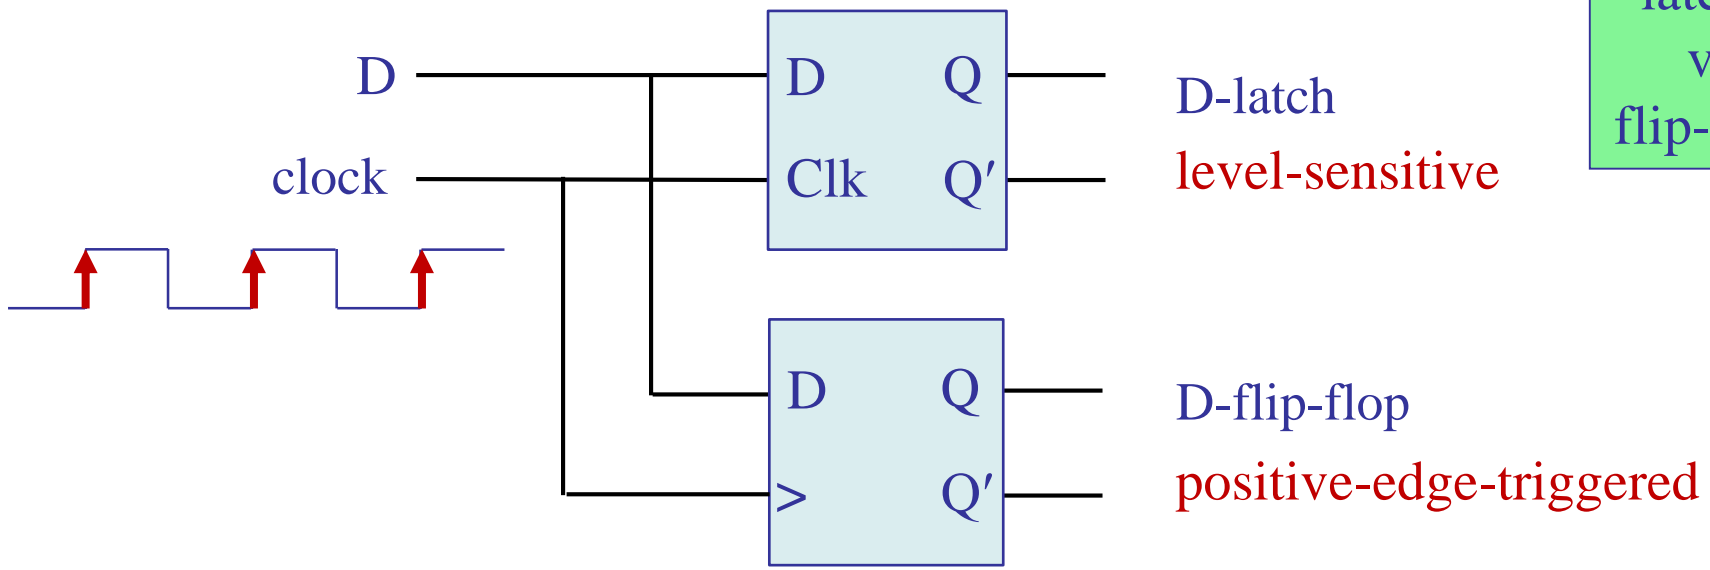 D
clock
D Q
Clk Q′
D-latch
level-sensitive
D Q
> Q′
D-flip-flop
positive-edge-triggered
flip-